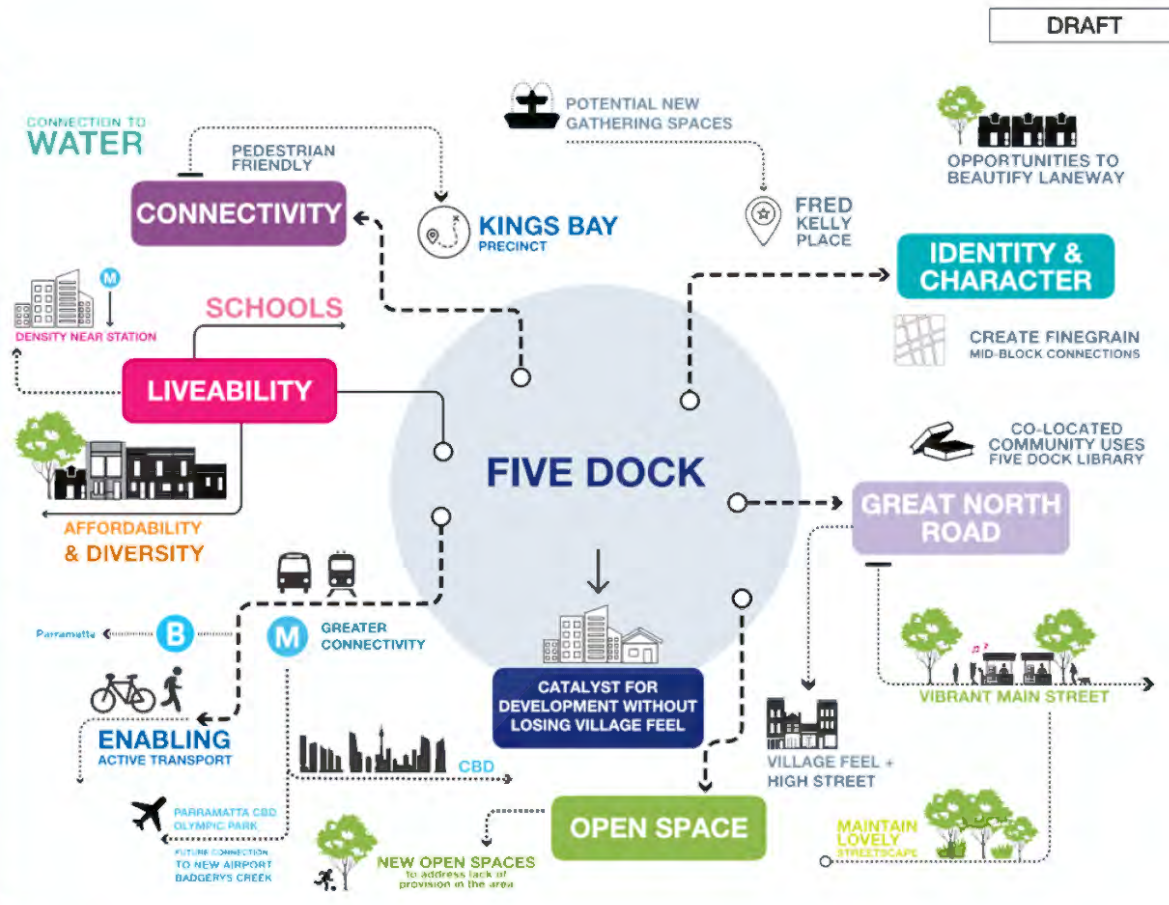 DRAFT
CONNECTION TO
WATER
PEDESTRIAN
FRIENDLY
CONNECTIVITY
KINGS BAY
PRECINCT
POTENTIAL NEW
GATHERING SPACES
FRED
KELLY
PLACE
OPPORTUNITIES TO
BEAUTIFY LANEWAY
IDENTITY &
CHARACTER
CREATE FINEGRAIN
MID-BLOCK CONNECTIONS
M
DENSITY NEAR STATION
SCHOOLS
LIVEABILITY
AFFORDABILITY
& DIVERSITY
FIVE DOCK
CO-LOCATED
COMMUNITY USES
FIVE DOCK LIBRARY
GREAT NORTH
ROAD
Parramatta
B
M
GREATER
CONNECTIVITY
ENABLING
ACTIVE TRANSPORT
CBD
PARRAMATTA CBD
OLYMPIC PARK
FUTURE CONNECTION
TO NEW AIRPORT
BADGERYS CREEK
CATALYST FOR
DEVELOPMENT WITHOUT
LOSING VILLAGE FEEL
OPEN SPACE
NEW OPEN SPACES
to address lack of
provision in the area
VILLAGE FEEL +
HIGH STREET
VIBRANT MAIN STREET
MAINTAIN
LOVELY
STREETSCAPE